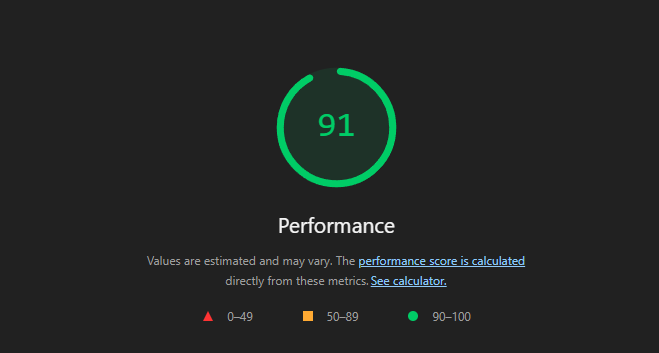 91
Performance
Values are estimated and may vary. The performance score is calculated
directly from these metrics. See calculator.
0–49 50–89 90–100